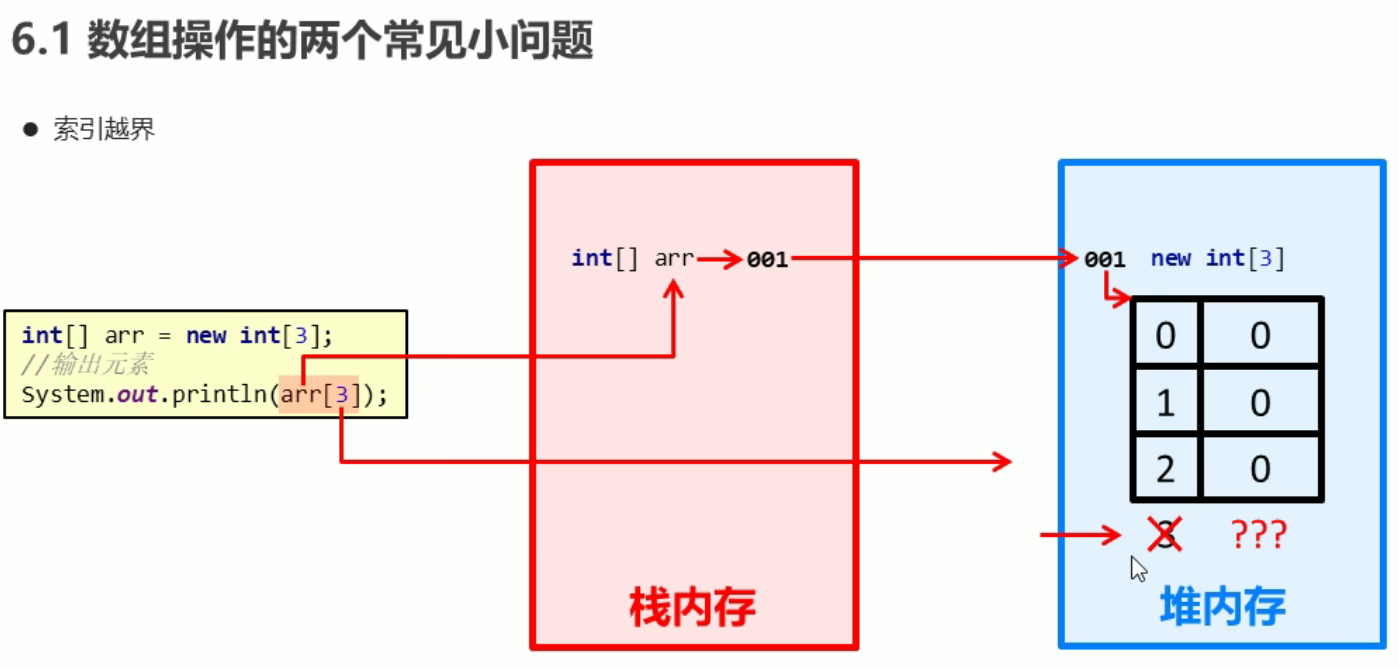 6.1 数组操作的两个常见小问题
● 索引越界
int[] arr = new int[3];
//输出元素
System.out.println(arr[3]);
int[] arr 001
栈内存
001 new int[3]
0 0
1 0
2 0
3 ???
堆内存